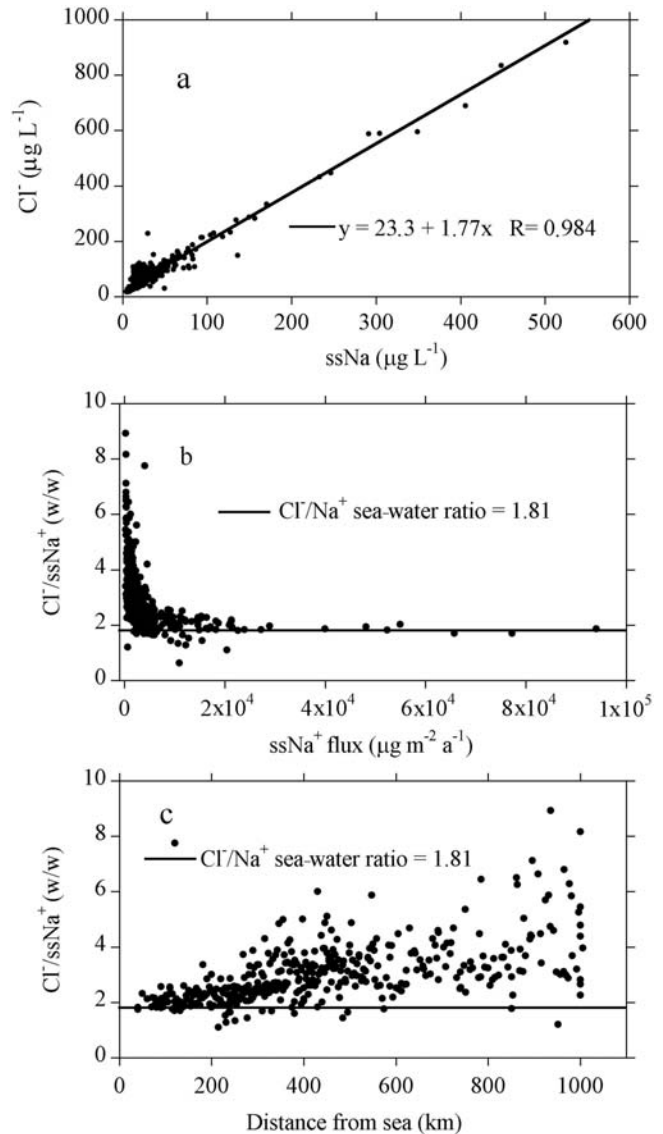 a
1000
800
600
400
200
0
Cl⁻ (µg L⁻¹)
y = 23.3 + 1.77x R= 0.984
0 100 200 300 400 500 600
ssNa (µg L⁻¹)
b
10
8
6
4
2
0
Cl⁻/ssNa⁺ (w/w)
Cl⁻/Na⁺ sea-water ratio = 1.81
0 2x10⁴ 4x10⁴ 6x10⁴ 8x10⁴ 1x10⁵
ssNa⁺ flux (µg m⁻² a⁻¹)
c
10
8
6
4
2
0
Cl⁻/ssNa⁺ (w/w)
Cl⁻/Na⁺ sea-water ratio = 1.81
0 200 400 600 800 1000
Distance from sea (km)